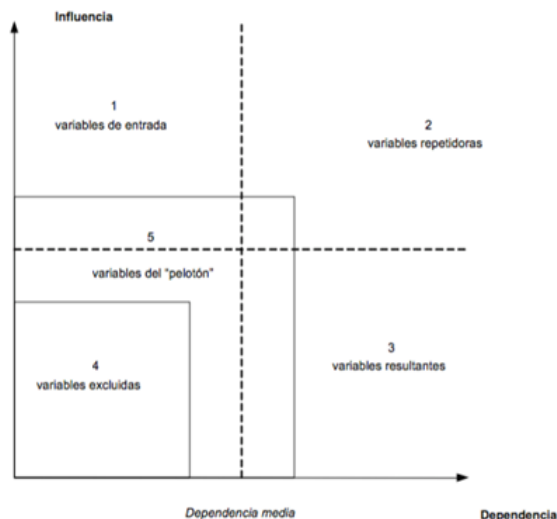 Influencia
1
variables de entrada
2
variables repetidoras
5
variables del "pelotón"
3
variables resultantes
4
variables excluidas
Dependencia media
Dependencia